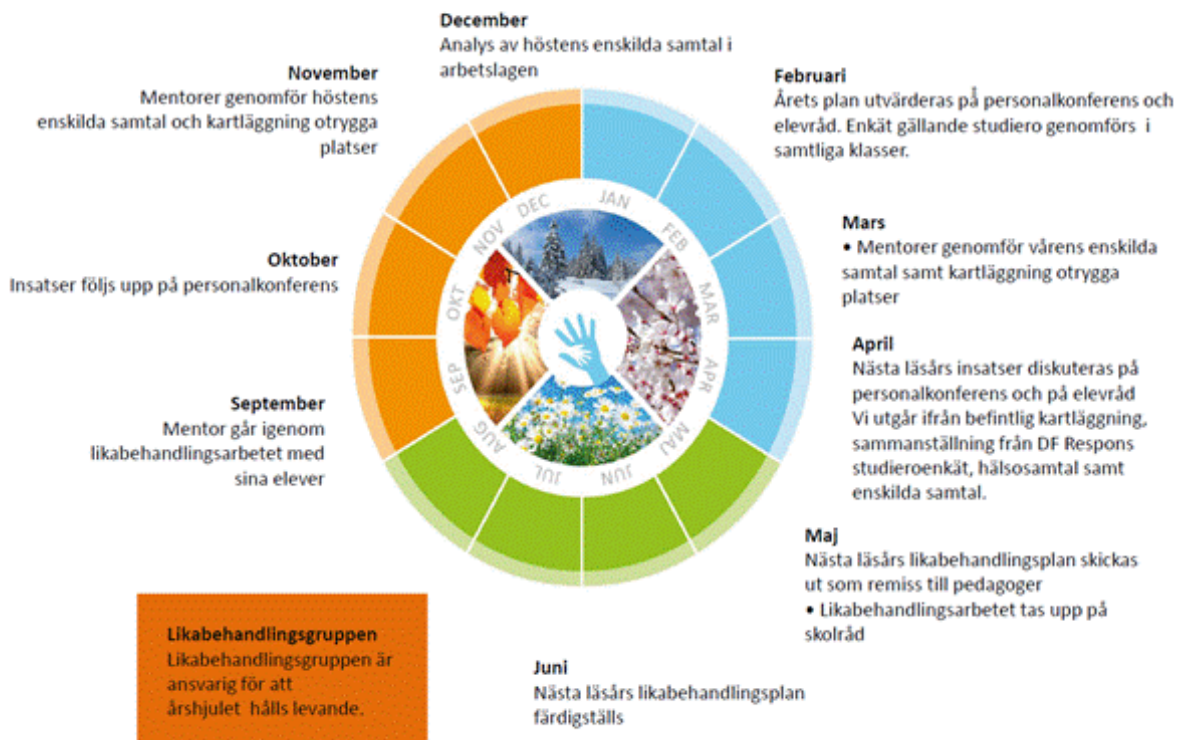 December
Analys av höstens enskilda samtal i
arbetslagen
November
Mentorer genomför höstens
enskilda samtal och kartläggning otrygga
platser
Februari
Årets plan utvärderas på personalkonferens och
elevråd. Enkät gällande studiero genomförs i
samtliga klasser.
Mars
• Mentorer genomför vårens enskilda
samtal samt kartläggning otrygga
platser
Oktober
Insatser följs upp på personalkonferens
April
Nästa läsårs insatser diskuteras på
personalkonferens och på elevråd
Vi utgår ifrån befintlig kartläggning,
sammanställning från DF Respons
studieroenkät, hälsosamtal samt
enskilda samtal.
September
Mentor går igenom
likabehandlingsarbetet med
sina elever
Maj
Nästa läsårs likabehandlingsplan skickas
ut som remiss till pedagoger
• Likabehandlingsarbetet tas upp på
skolråd
Juni
Nästa läsårs likabehandlingsplan
färdigställs
Likabehandlingsgruppen
Likabehandlingsgruppen är
ansvarig för att
årshjulet hålls levande.
JAN
FEB
MAR
APR
MAJ
JUN
JUL
AUG
SEP
OKT
NOV
DEC